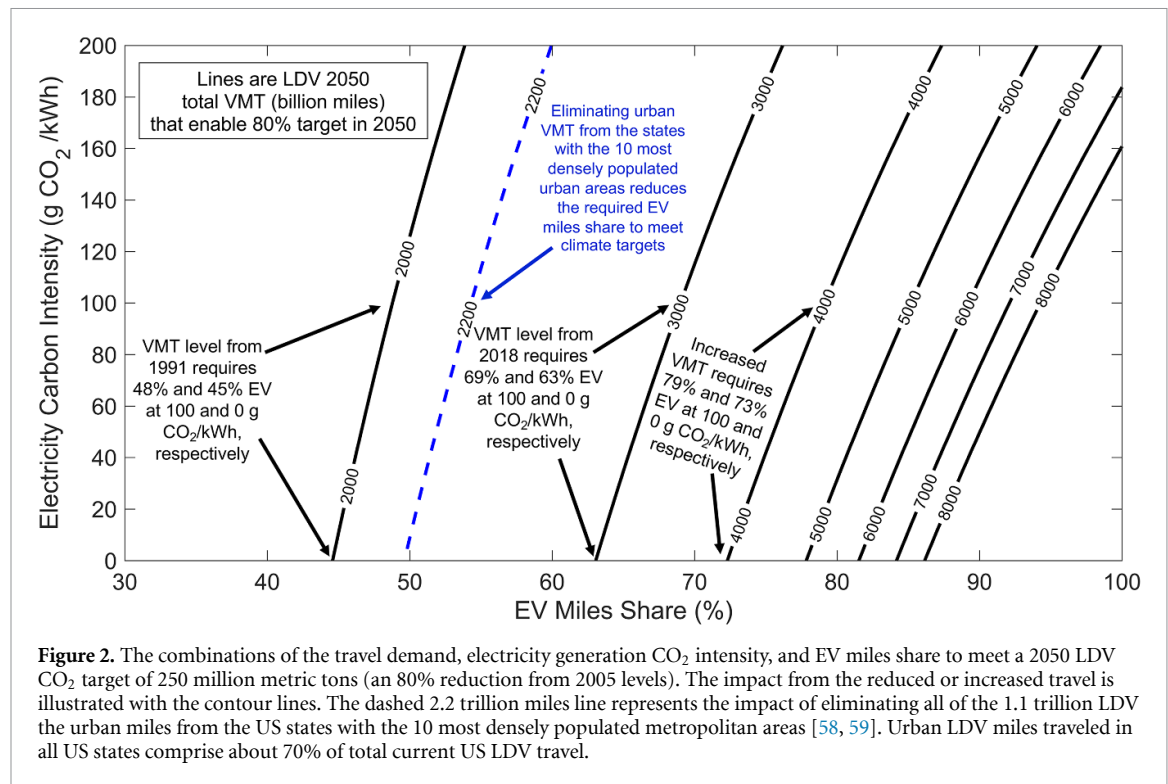 Lines are LDV 2050
total VMT (billion miles)
that enable 80% target in 2050
Eliminating urban
VMT from the states
with the 10 most
densely populated
urban areas reduces
the required EV
miles share to meet
climate targets
VMT level from
1991 requires
48% and 45% EV
at 100 and 0 g
CO₂/kWh,
respectively
VMT level from
2018 requires
69% and 63% EV
at 100 and 0 g
CO₂/kWh,
respectively
Increased
VMT requires
79% and 73%
EV at 100 and
0 g CO₂/kWh,
respectively
2000
2000
2200
2200
3000
3000
4000
4000
4000
5000
5000
5000
6000
6000
6000
7000
7000
8000
8000
Electricity Carbon Intensity (g CO₂/kWh)
200
180
160
140
120
100
80
60
40
20
0
30
40
50
60
70
80
90
100
EV Miles Share (%)
Figure 2. The combinations of the travel demand, electricity generation CO₂ intensity, and EV miles share to meet a 2050 LDV
CO₂ target of 250 million metric tons (an 80% reduction from 2005 levels). The impact from the reduced or increased travel is
illustrated with the contour lines. The dashed 2.2 trillion miles line represents the impact of eliminating all of the 1.1 trillion LDV
the urban miles from the US states with the 10 most densely populated metropolitan areas [58, 59]. Urban LDV miles traveled in
all US states comprise about 70% of total current US LDV travel.